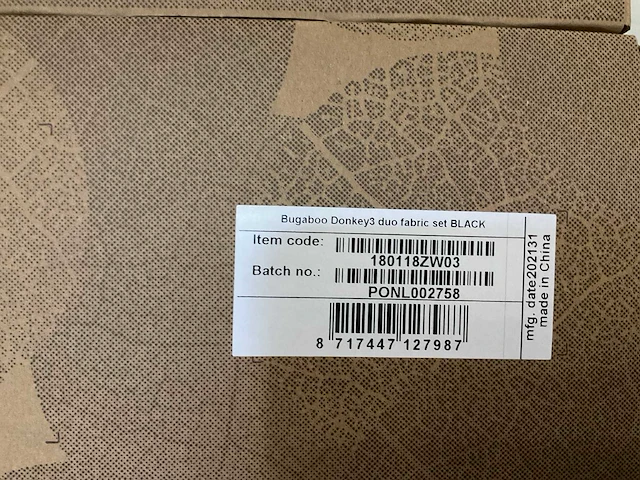 Bugaboo Donkey3 duo fabric set BLACK
Item code:
180118ZW03
Batch no.:
PONL002758
8 717447 127987
mfg. date202131
made in China